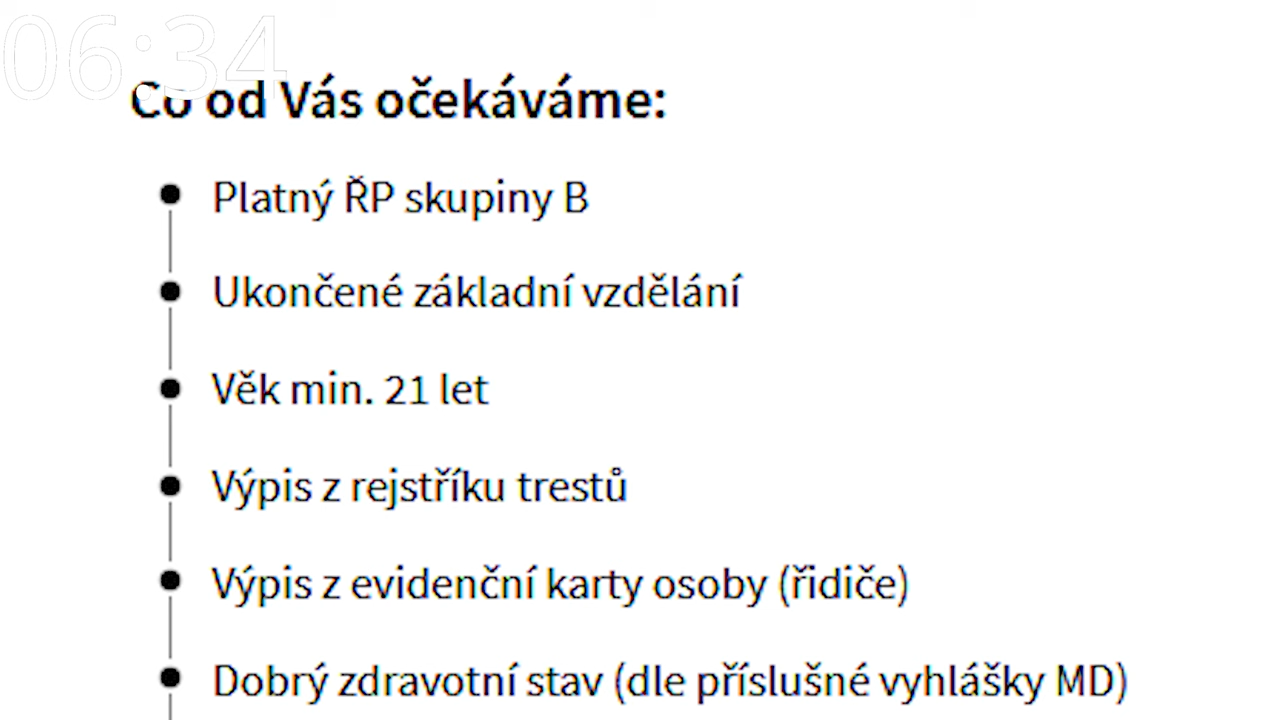 06:34
Co od Vás očekáváme:
Platný ŘP skupiny B
Ukončené základní vzdělání
Věk min. 21 let
Výpis z rejstříku trestů
Výpis z evidenční karty osoby (řidiče)
Dobrý zdravotní stav (dle příslušné vyhlášky MD)